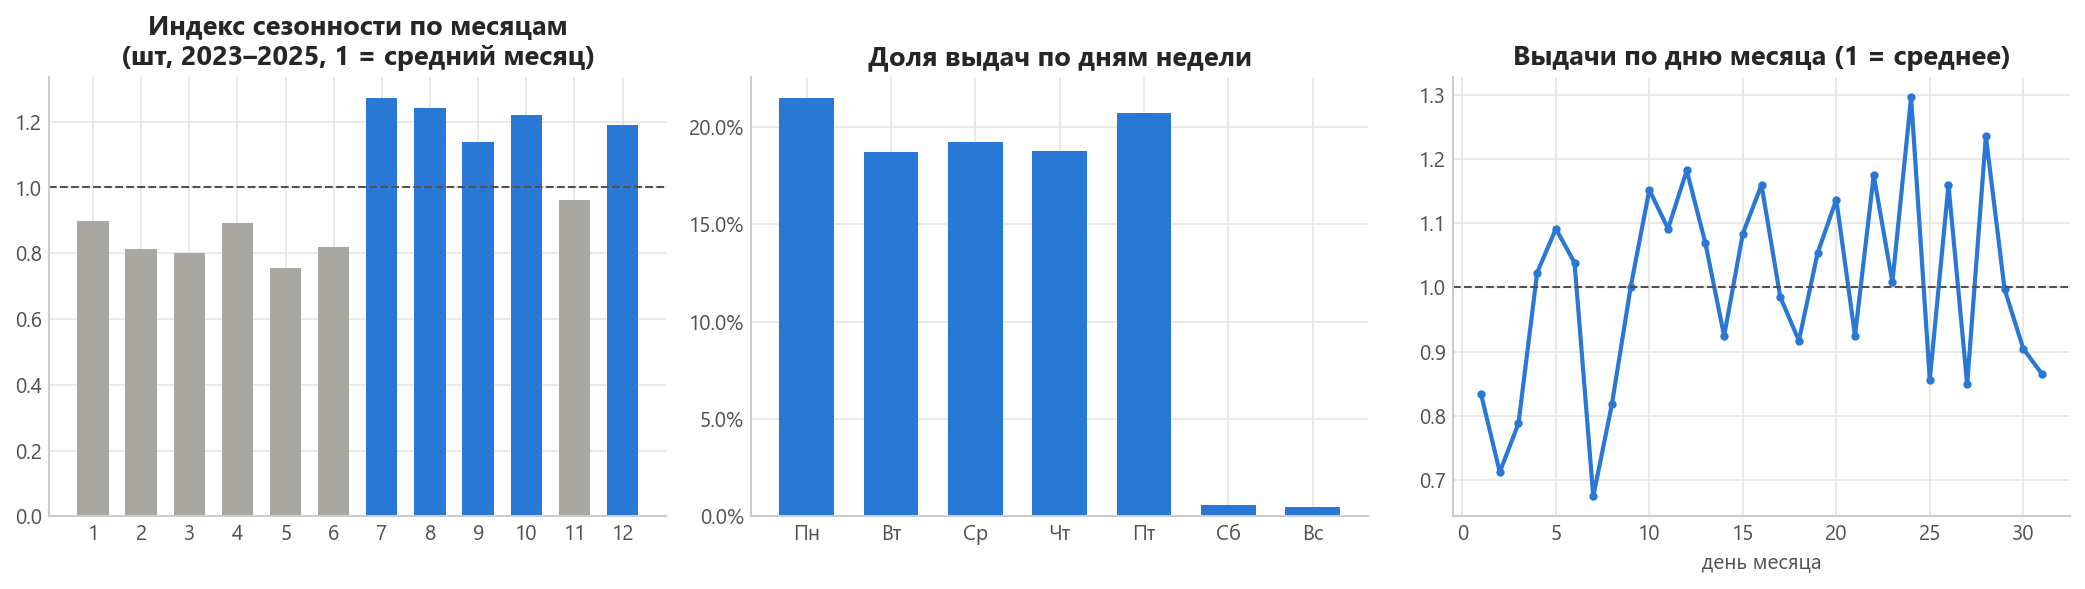 Индекс сезонности по месяцам
(шт, 2023–2025, 1 = средний месяц)
1.2
1.0
0.8
0.6
0.4
0.2
0.0
1 2 3 4 5 6 7 8 9 10 11 12
Доля выдач по дням недели
20.0%
15.0%
10.0%
5.0%
0.0%
Пн Вт Ср Чт Пт Сб Вс
Выдачи по дню месяца (1 = среднее)
1.3
1.2
1.1
1.0
0.9
0.8
0.7
0 5 10 15 20 25 30
день месяца